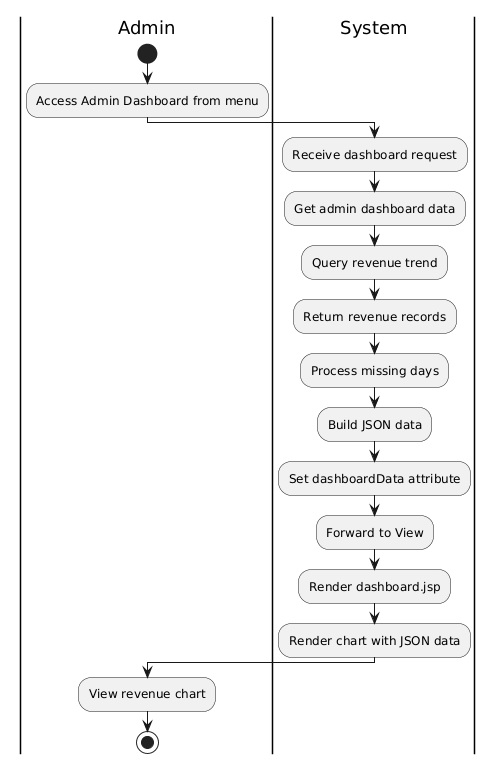 Admin
System
Access Admin Dashboard from menu
Receive dashboard request
Get admin dashboard data
Query revenue trend
Return revenue records
Process missing days
Build JSON data
Set dashboardData attribute
Forward to View
Render dashboard.jsp
Render chart with JSON data
View revenue chart